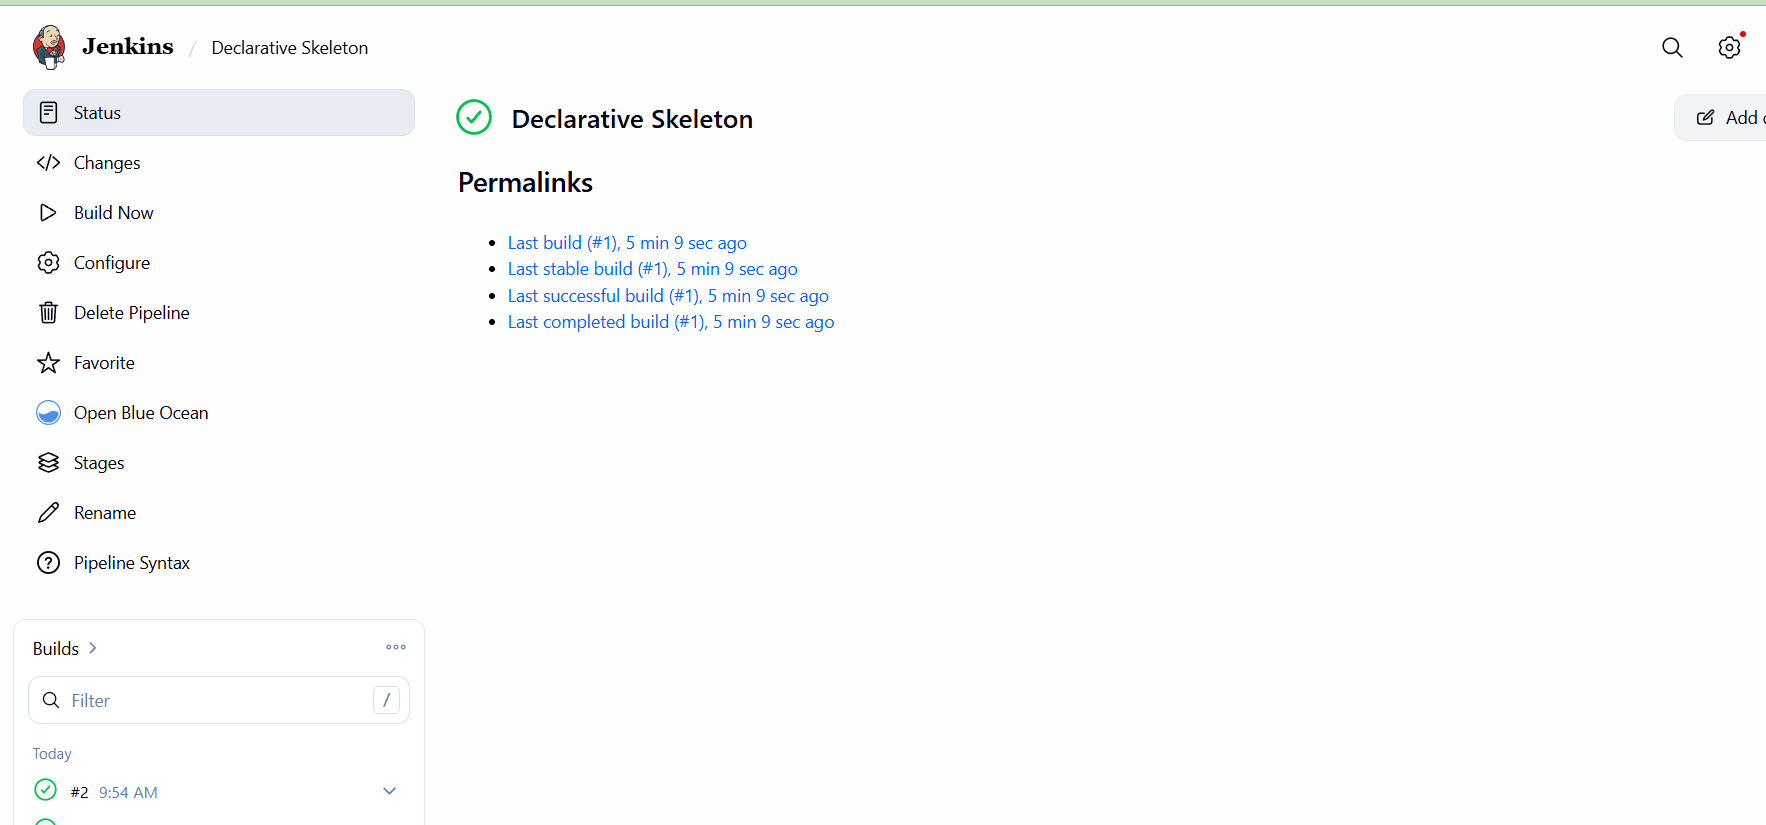 Jenkins / Declarative Skeleton
Status
Changes
Build Now
Configure
Delete Pipeline
Favorite
Open Blue Ocean
Stages
Rename
Pipeline Syntax
Builds
Filter /
Today
#2 9:54 AM
Declarative Skeleton
Add
Permalinks
Last build (#1), 5 min 9 sec ago
Last stable build (#1), 5 min 9 sec ago
Last successful build (#1), 5 min 9 sec ago
Last completed build (#1), 5 min 9 sec ago